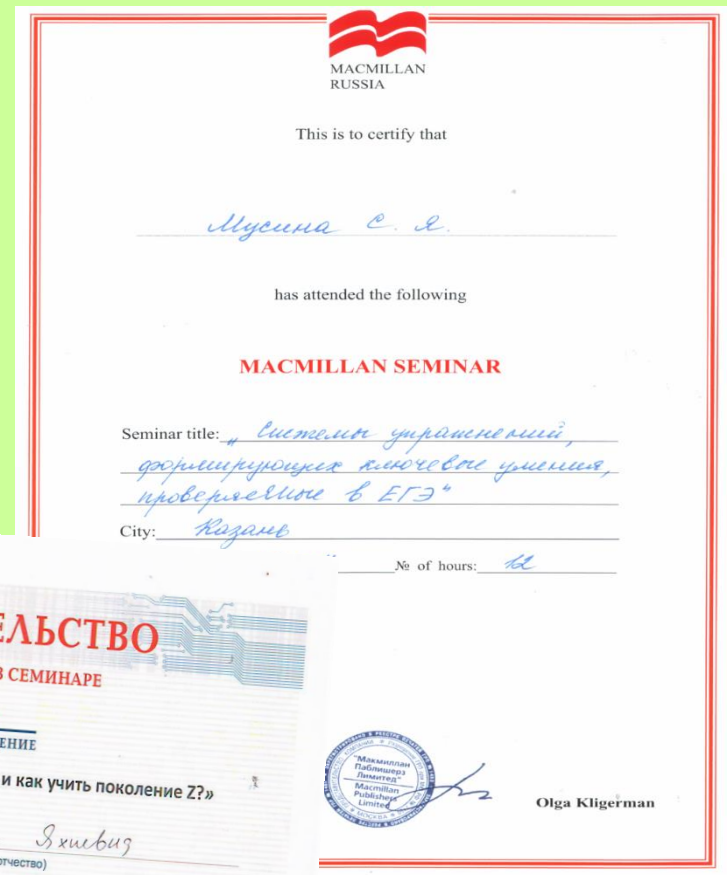 MACMILLAN
RUSSIA
This is to certify that
Мусина С. Я.
has attended the following
MACMILLAN SEMINAR
Seminar title: „ Системы упражнений,
формирующих ключевые умения,
проверяемые в ЕГЭ"
City: Казань
№ of hours: 12
"Макмиллан
Паблишерз
Лимитед"
Macmillan
Publishers
Limited
МОСКВА
Olga Kligerman
ЕЛЬСТВО
В СЕМИНАРЕ
ЕНИЕ
и как учить поколение Z?»
отчество)